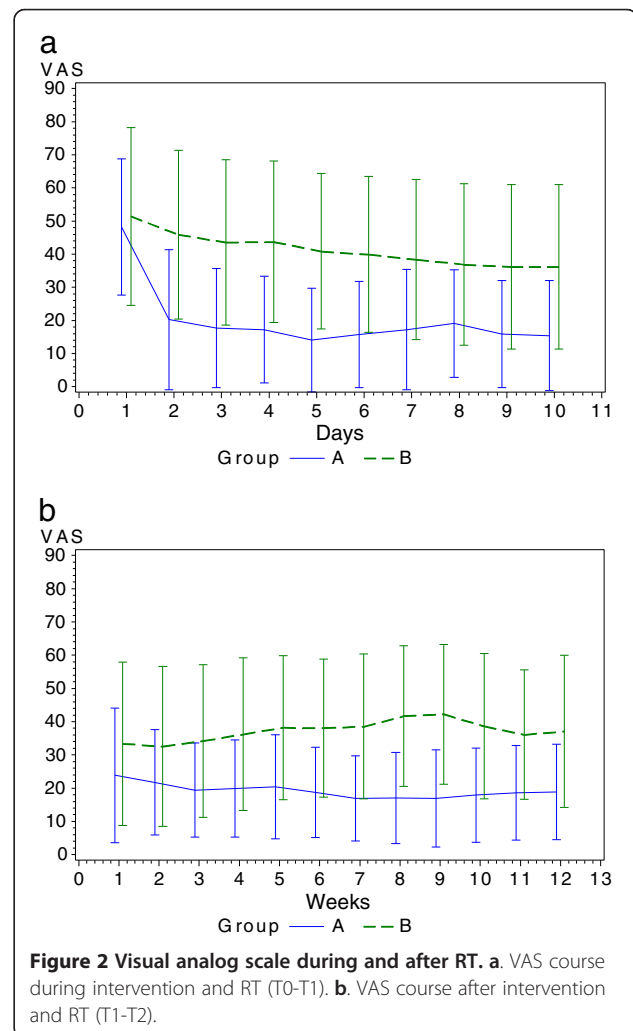 a
VAS
90
80
70
60
50
40
30
20
10
0
0 1 2 3 4 5 6 7 8 9 10 11
Days
Group A B
b
VAS
90
80
70
60
50
40
30
20
10
0
0 1 2 3 4 5 6 7 8 9 10 11 12 13
Weeks
Group A B
Figure 2 Visual analog scale during and after RT. a. VAS course
during intervention and RT (T0-T1). b. VAS course after intervention
and RT (T1-T2).